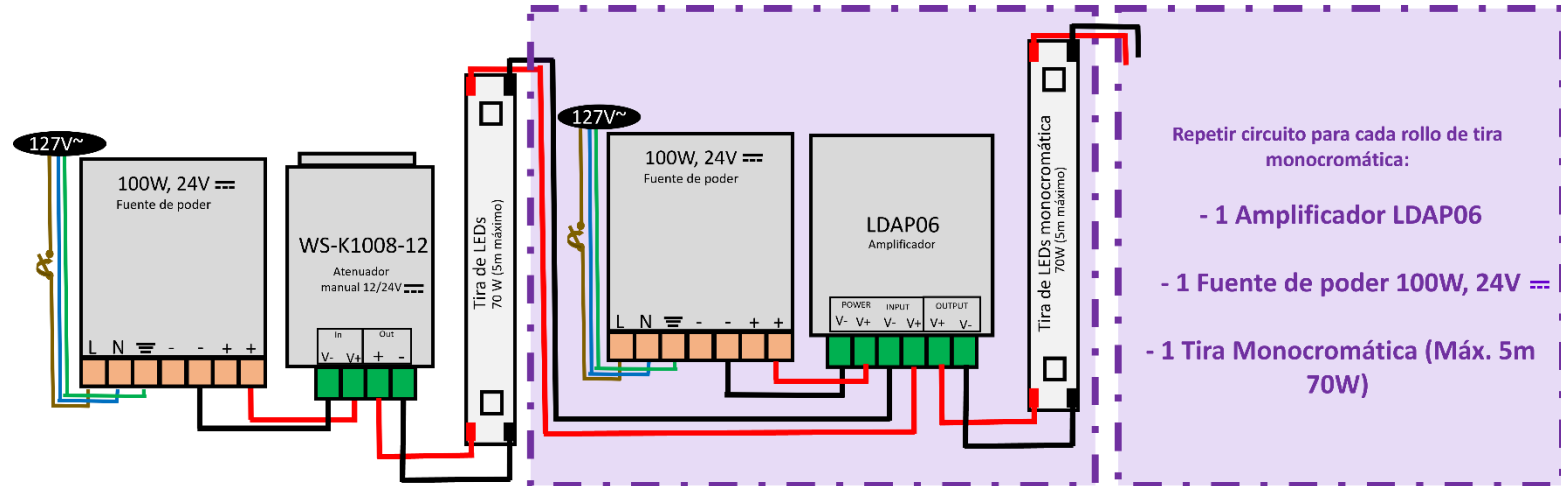 127V~
100W, 24V ⎓
Fuente de poder
L N ⏚ - - + +
WS-K1008-12
Atenuador
manual 12/24V ⎓
In Out
V- V+ + -
Tira de LEDs
70 W (5m máximo)
127V~
100W, 24V ⎓
Fuente de poder
L N ⏚ - - + +
LDAP06
Amplificador
POWER INPUT OUTPUT
V- V+ V- V+ V+ V-
Tira de LEDs monocromática
70W (5m máximo)
Repetir circuito para cada rollo de tira
monocromática:
- 1 Amplificador LDAP06
- 1 Fuente de poder 100W, 24V ⎓
- 1 Tira Monocromática (Máx. 5m
70W)